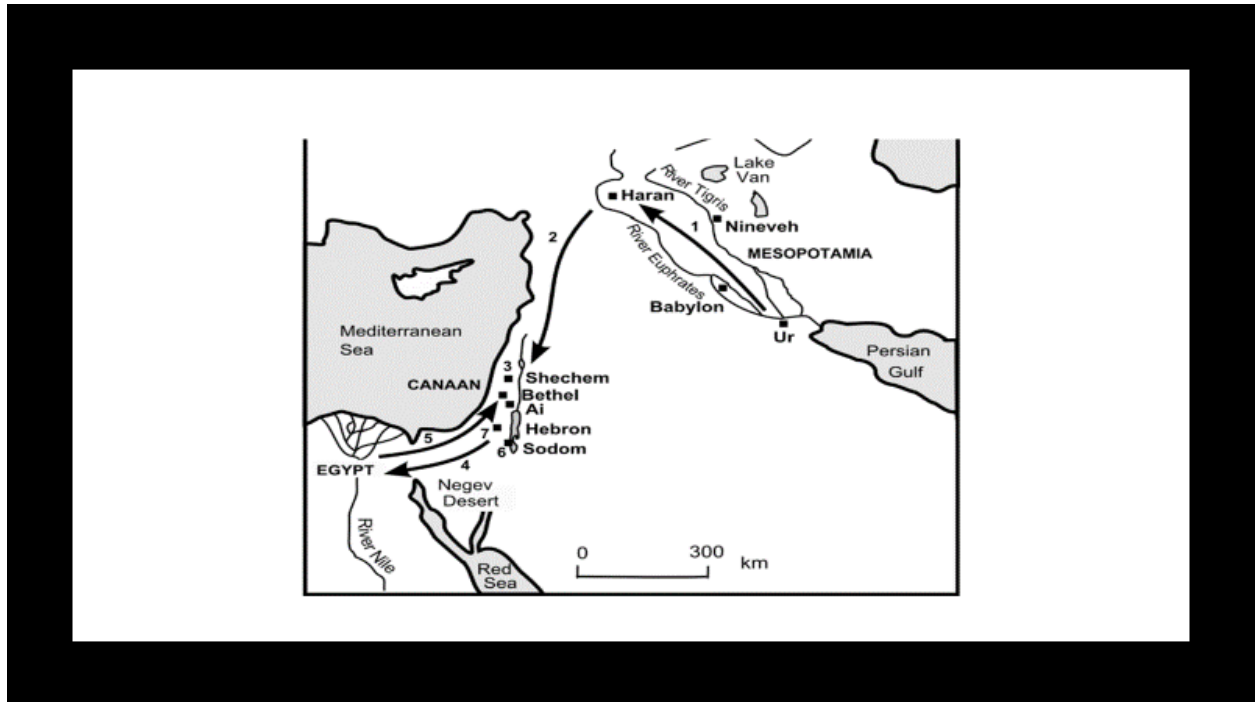 Lake
Van
River Tigris
Haran
1
Nineveh
2
River Euphrates
MESOPOTAMIA
Babylon
Mediterranean
Sea
Ur
Persian
Gulf
3
Shechem
CANAAN
Bethel
Ai
5
7
Hebron
6
Sodom
4
EGYPT
Negev
Desert
River Nile
0 300 km
Red
Sea